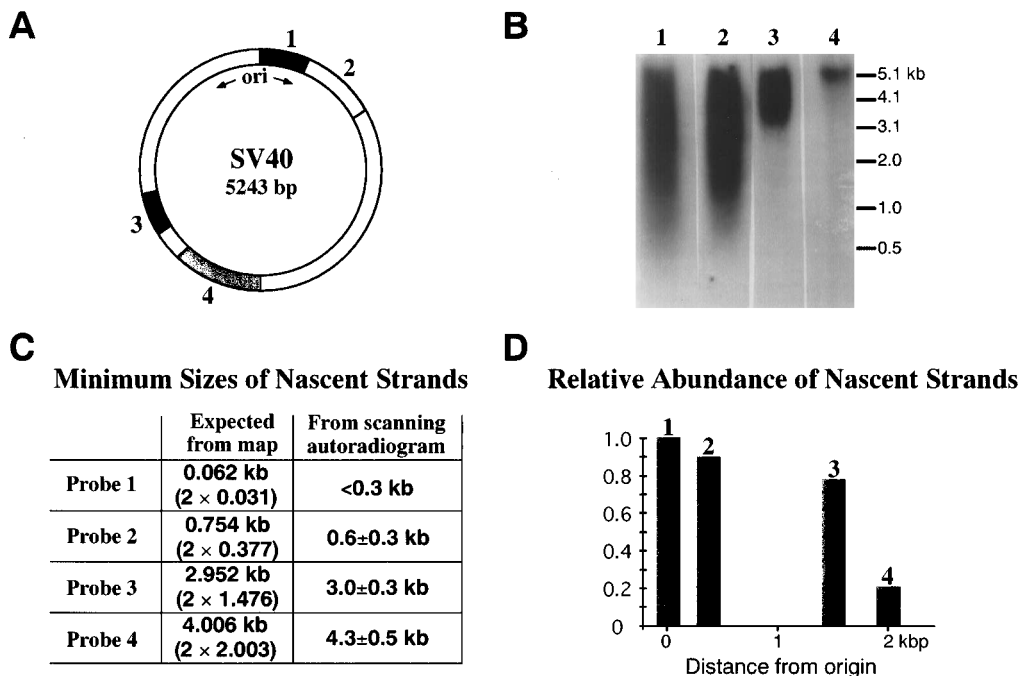 A
1
2
ori
SV40
5243 bp
3
4
B
1 2 3 4
5.1 kb
4.1
3.1
2.0
1.0
0.5
C
Minimum Sizes of Nascent Strands
Expected from map
From scanning autoradiogram
Probe 1
0.062 kb
(2 × 0.031)
<0.3 kb
Probe 2
0.754 kb
(2 × 0.377)
0.6±0.3 kb
Probe 3
2.952 kb
(2 × 1.476)
3.0±0.3 kb
Probe 4
4.006 kb
(2 × 2.003)
4.3±0.5 kb
D
Relative Abundance of Nascent Strands
1.0
0.8
0.6
0.4
0.2
0
1
2
3
4
0 1 2 kbp
Distance from origin